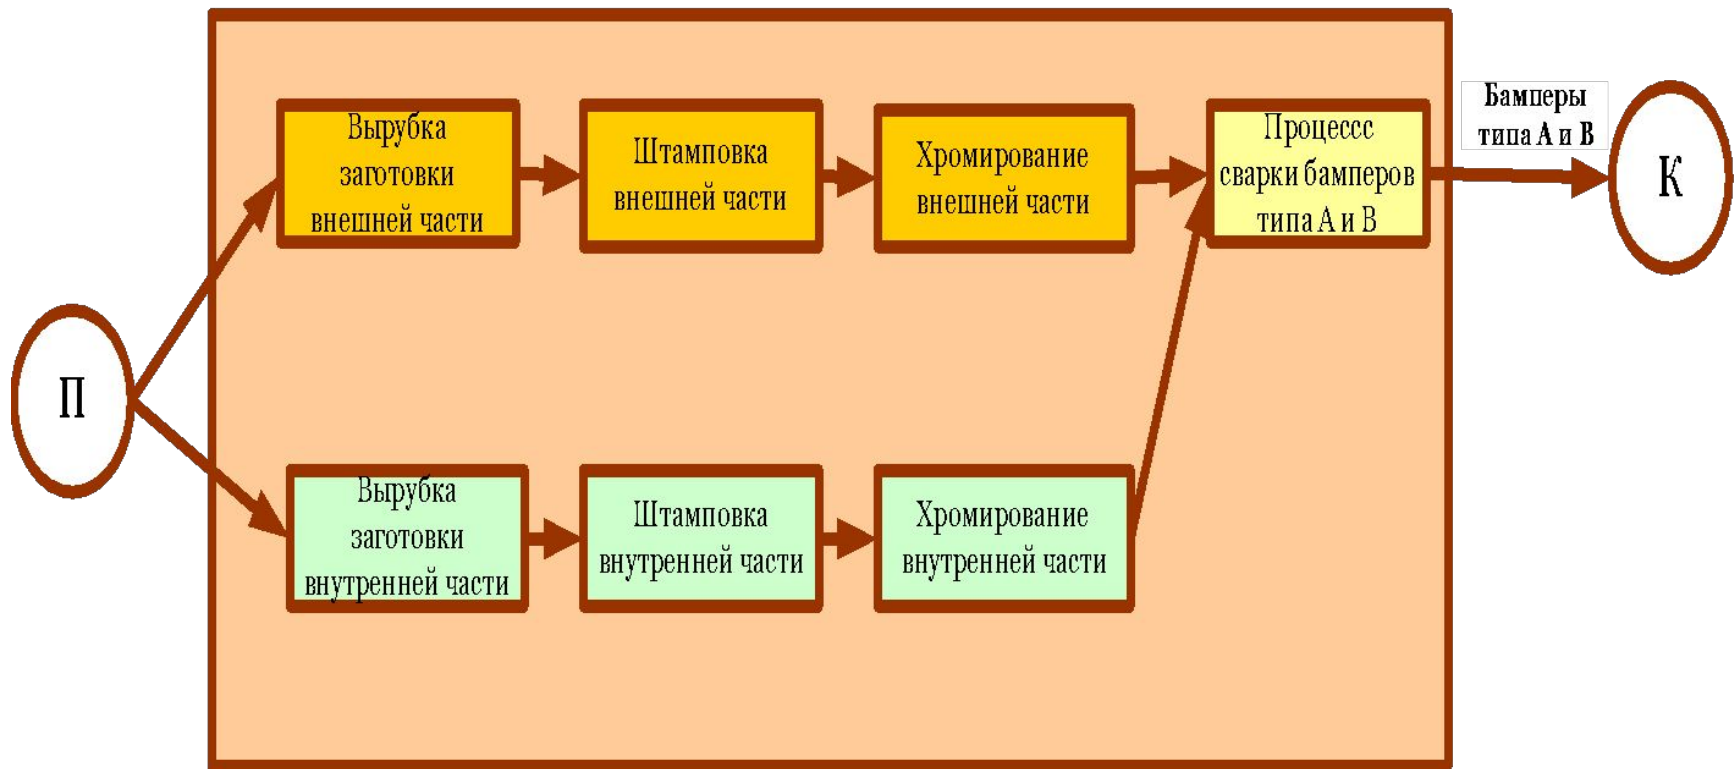 Вырубка
заготовки
внешней части
Штамповка
внешней части
Хромирование
внешней части
Процессс
сварки бамперов
типа А и В
Бамперы
типа А и В
К
П
Вырубка
заготовки
внутренней части
Штамповка
внутренней части
Хромирование
внутренней части